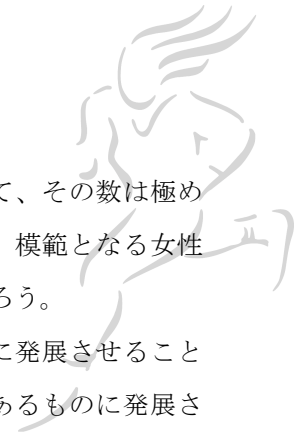 て、その数は極め
模範となる女性
ろう。
に発展させること
あるものに発展さ